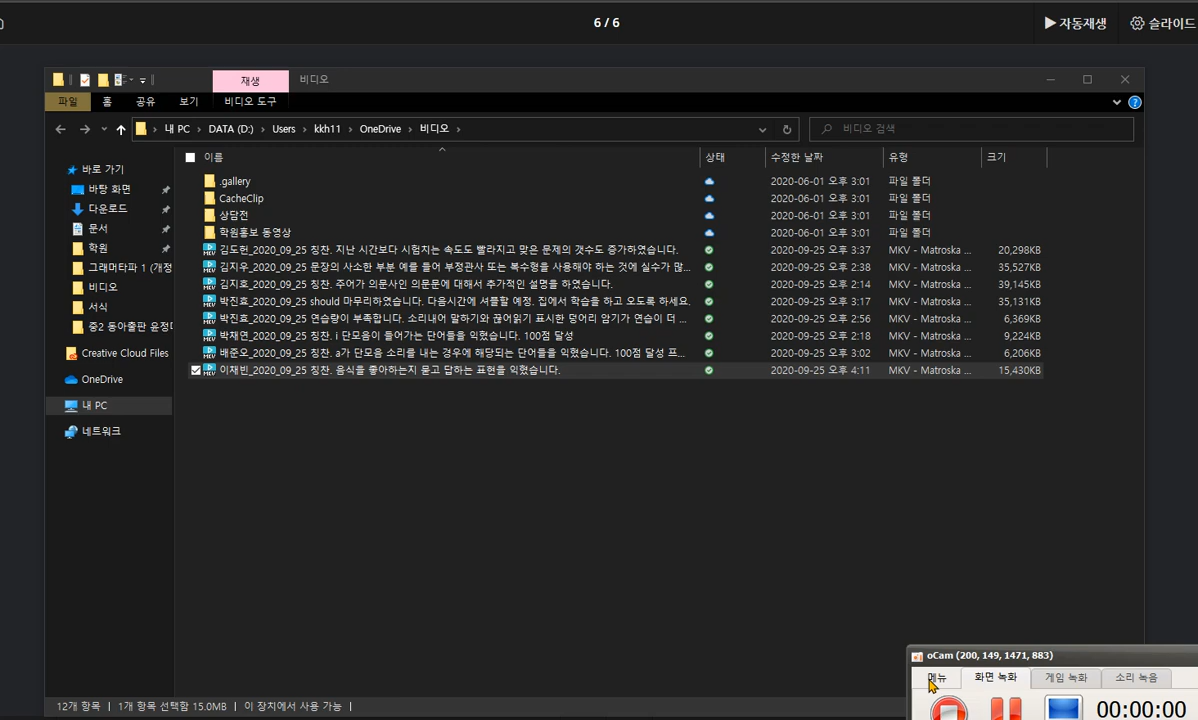 6 / 6
▶자동재생
슬라이드
재생
비디오
파일 홈 공유 보기 비디오 도구
내 PC › DATA (D:) › Users › kkh11 › OneDrive › 비디오 ›
비디오 검색
바로 가기
바탕 화면
다운로드
문서
학원
그래머타파 1 (개정
비디오
서식
중2 동아출판 윤정
Creative Cloud Files
OneDrive
내 PC
네트워크
이름 상태 수정한 날짜 유형 크기
.gallery 2020-06-01 오후 3:01 파일 폴더
CacheClip 2020-06-01 오후 3:01 파일 폴더
상담전 2020-06-01 오후 3:01 파일 폴더
학원홍보 동영상 2020-06-01 오후 3:01 파일 폴더
김도헌_2020_09_25 칭찬. 지난 시간보다 시험치는 속도도 빨라지고 맞은 문제의 갯수도 증가하였습니다. 2020-09-25 오후 3:37 MKV - Matroska ... 20,298KB
김지우_2020_09_25 문장의 사소한 부분 예를 들어 부정관사 또는 복수형을 사용해야 하는 것에 실수가 많... 2020-09-25 오후 2:38 MKV - Matroska ... 35,527KB
김지호_2020_09_25 칭찬. 주어가 의문사인 의문문에 대해서 추가적인 설명을 하였습니다. 2020-09-25 오후 2:14 MKV - Matroska ... 39,145KB
박진효_2020_09_25 should 마무리하였습니다. 다음시간에 셔플할 예정. 집에서 학습을 하고 오도록 하세요. 2020-09-25 오후 3:17 MKV - Matroska ... 35,131KB
박진효_2020_09_25 연습량이 부족합니다. 소리내어 말하기와 끊어읽기 표시한 덩어리 암기가 연습이 더 ... 2020-09-25 오후 2:56 MKV - Matroska ... 6,369KB
박재연_2020_09_25 칭찬. i 단모음이 들어가는 단어들을 익혔습니다. 100점 달성 2020-09-25 오후 2:18 MKV - Matroska ... 9,224KB
배준오_2020_09_25 칭찬. a가 단모음 소리를 내는 경우에 해당되는 단어들을 익혔습니다. 100점 달성 프... 2020-09-25 오후 3:02 MKV - Matroska ... 6,206KB
이재빈_2020_09_25 칭찬. 음식을 좋아하는지 묻고 답하는 표현을 익혔습니다. 2020-09-25 오후 4:11 MKV - Matroska ... 15,430KB
12개 항목 | 1개 항목 선택함 15.0MB | 이 장치에서 사용 가능 |
oCam (200, 149, 1471, 883)
메뉴 화면 녹화 게임 녹화 소리 녹음
00:00:00